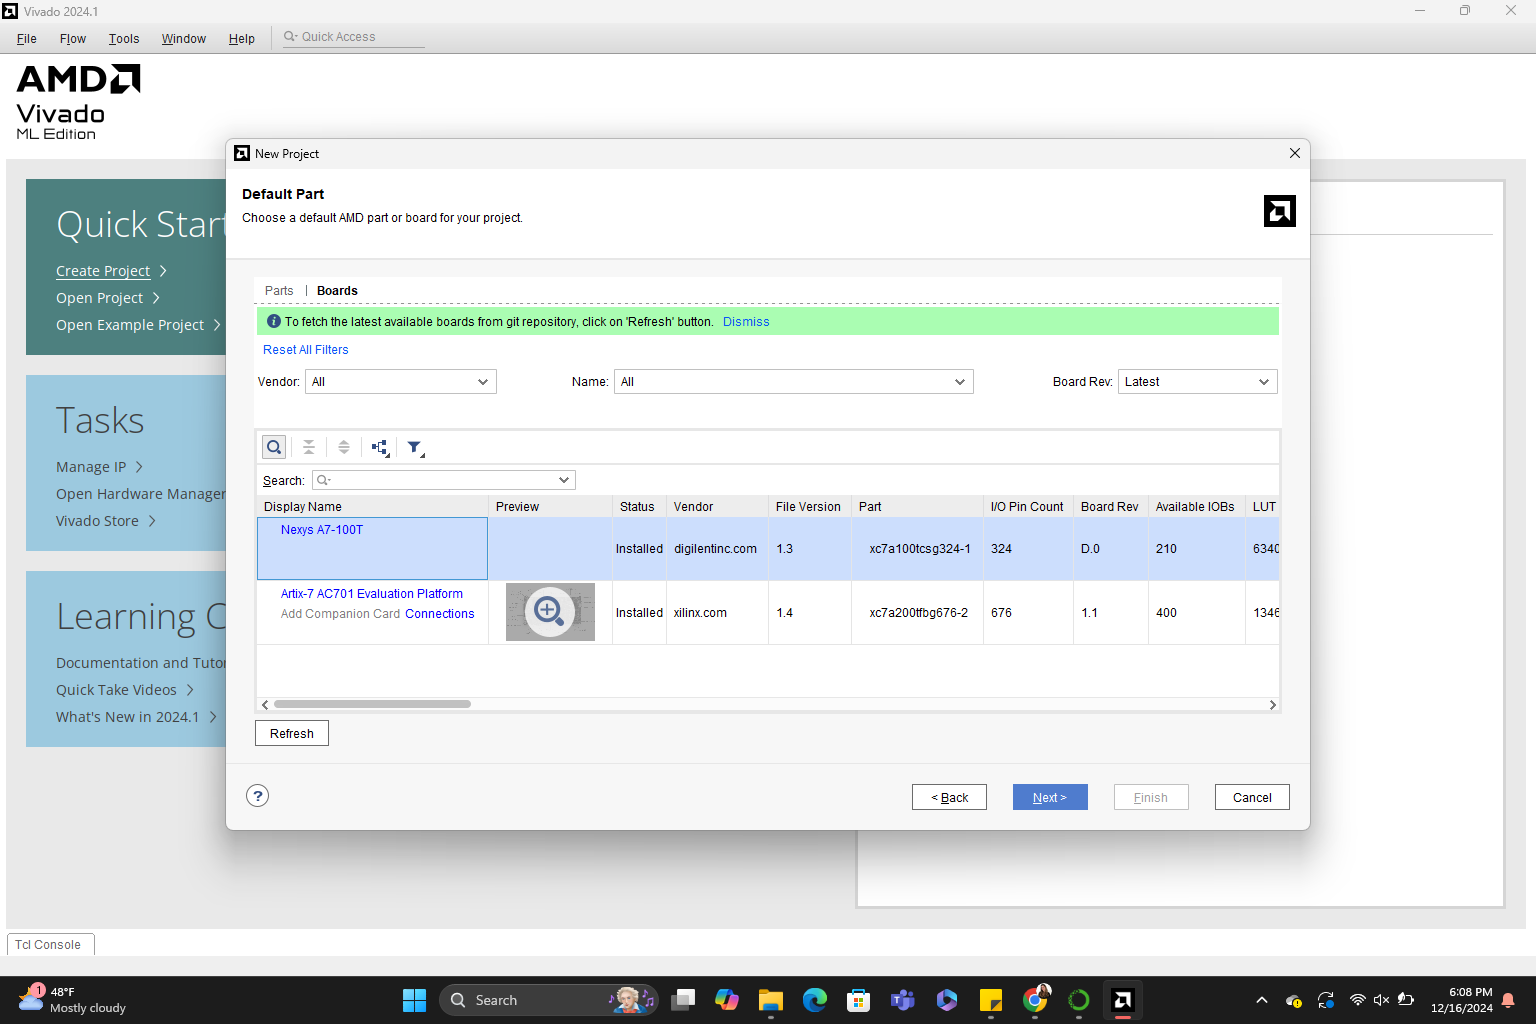 Vivado 2024.1
File Flow Tools Window Help Quick Access
AMD
Vivado
ML Edition
Quick Start
Create Project
Open Project
Open Example Project
Tasks
Manage IP
Open Hardware Manager
Vivado Store
Learning C
Documentation and Tutor
Quick Take Videos
What's New in 2024.1
New Project
Default Part
Choose a default AMD part or board for your project.
Parts | Boards
To fetch the latest available boards from git repository, click on 'Refresh' button. Dismiss
Reset All Filters
Vendor: All Name: All Board Rev: Latest
Search:
Display Name Preview Status Vendor File Version Part I/O Pin Count Board Rev Available IOBs LUT
Nexys A7-100T Installed digilentinc.com 1.3 xc7a100tcsg324-1 324 D.0 210 6340
Artix-7 AC701 Evaluation Platform
Add Companion Card Connections Installed xilinx.com 1.4 xc7a200tfbg676-2 676 1.1 400 1346
Refresh
? < Back Next > Finish Cancel
Tcl Console
1 48°F
Mostly cloudy
Search
6:08 PM
12/16/2024